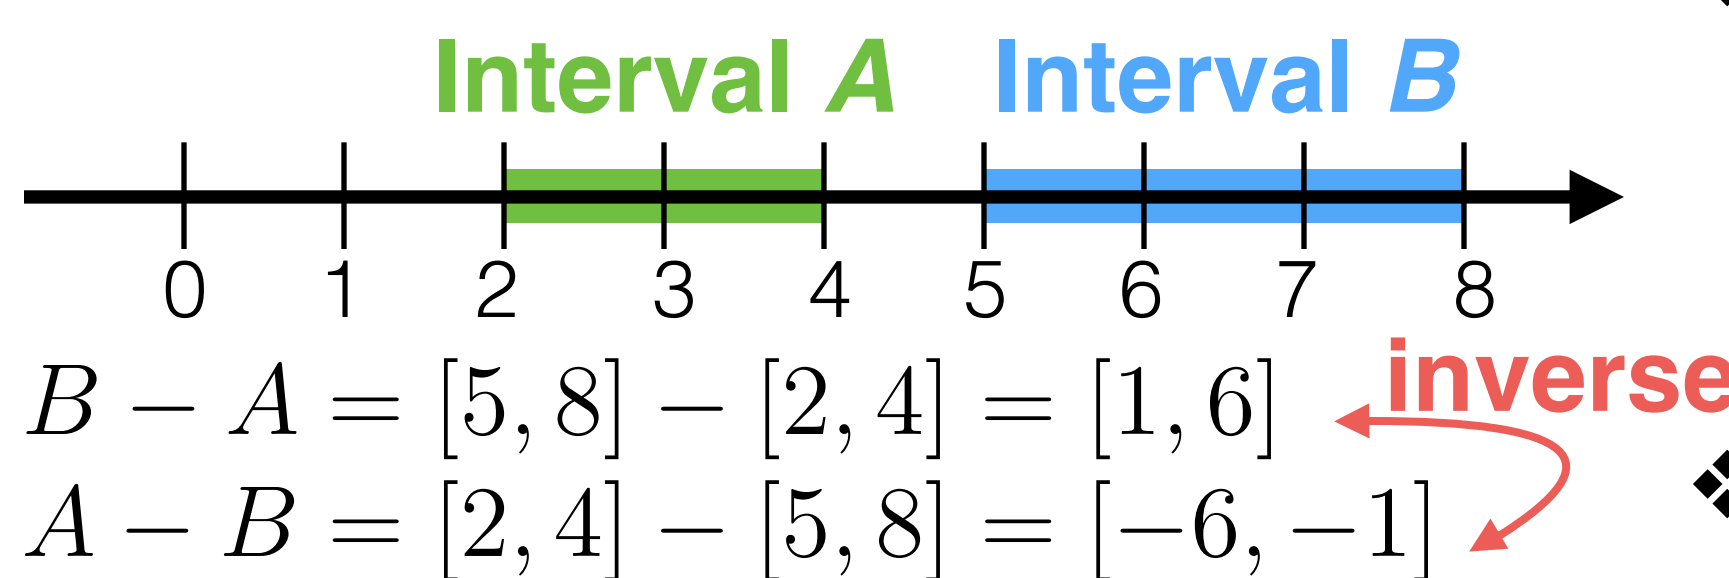 Interval A Interval B
0 1 2 3 4 5 6 7 8
B − A = [5, 8] − [2, 4] = [1, 6] inverse
A − B = [2, 4] − [5, 8] = [−6, −1]